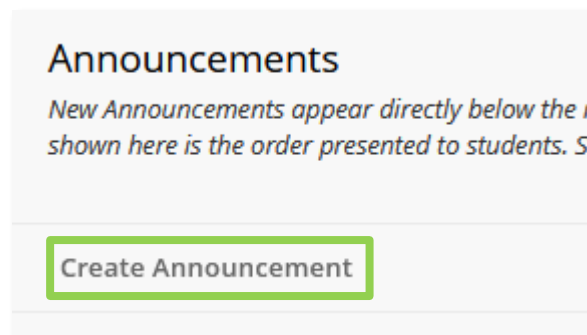 Announcements
New Announcements appear directly below the
shown here is the order presented to students. S
Create Announcement